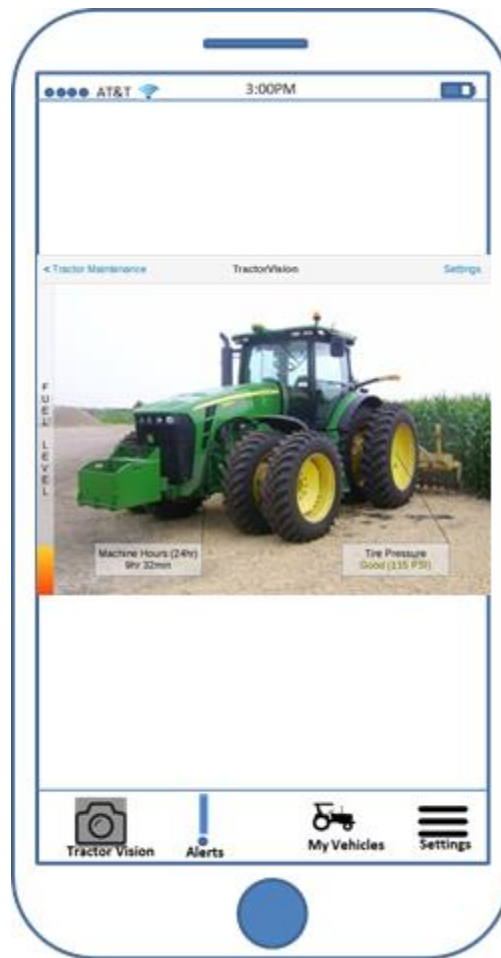 AT&T
3:00PM
< Tractor Maintenance
TractorVision
Settings
FUEL LEVEL
Machine Hours (24hr)
9hr 32min
Tire Pressure
Good (115 PSI)
Tractor Vision
Alerts
My Vehicles
Settings